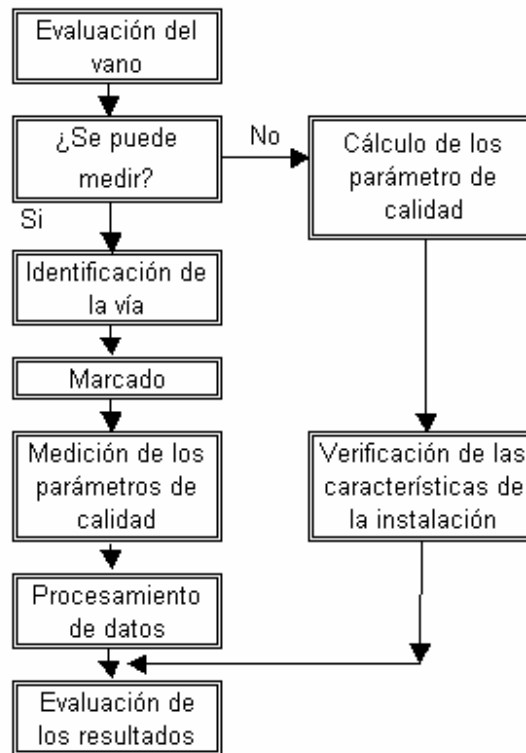 Evaluación del
vano
¿Se puede
medir?
No
Si
Cálculo de los
parámetro de
calidad
Identificación de
la vía
Marcado
Medición de los
parámetros de
calidad
Verificación de las
características de
la instalación
Procesamiento
de datos
Evaluación de
los resultados